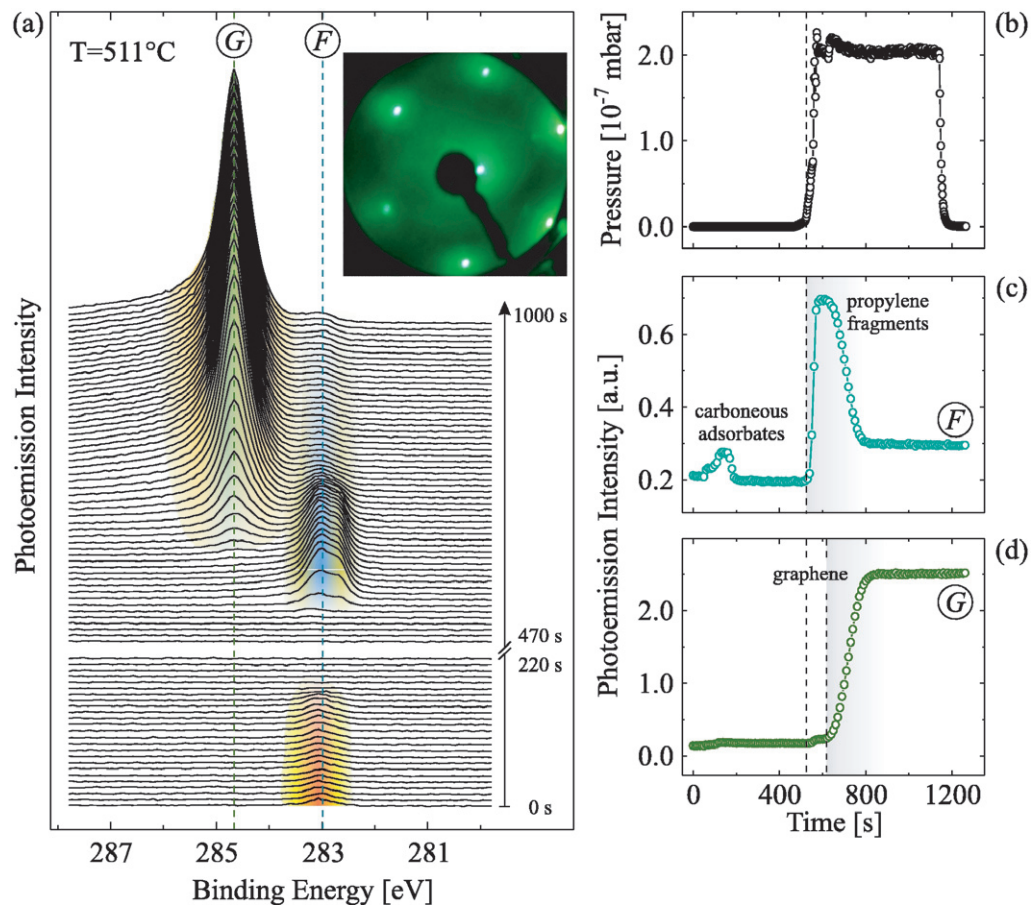 (a)
T=511°C
G
F
1000 s
470 s
220 s
0 s
Photoemission Intensity
287
285
283
281
Binding Energy [eV]
(b)
Pressure [10⁻⁷ mbar]
2.0
1.0
0.0
(c)
propylene
fragments
carboneous
adsorbates
F
0.6
0.4
0.2
Photoemission Intensity [a.u.]
(d)
graphene
G
2.0
1.0
0.0
0
400
800
1200
Time [s]